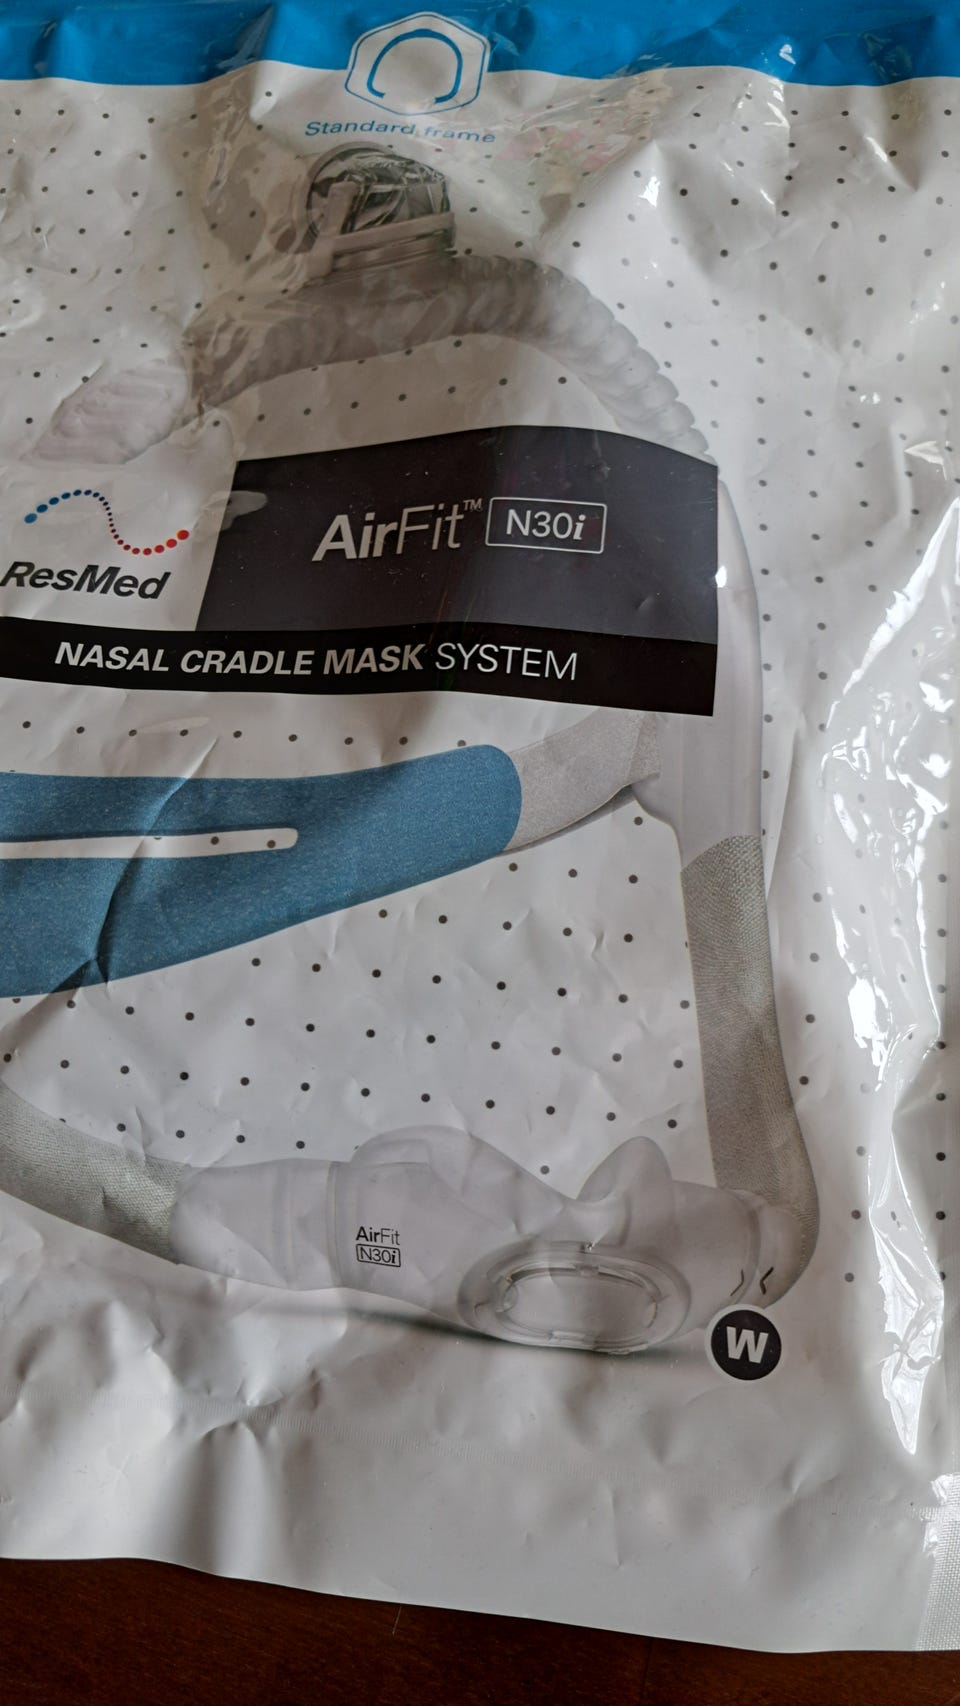 Standard frame
AirFit™ N30i
ResMed
NASAL CRADLE MASK SYSTEM
AirFit
N30i
W